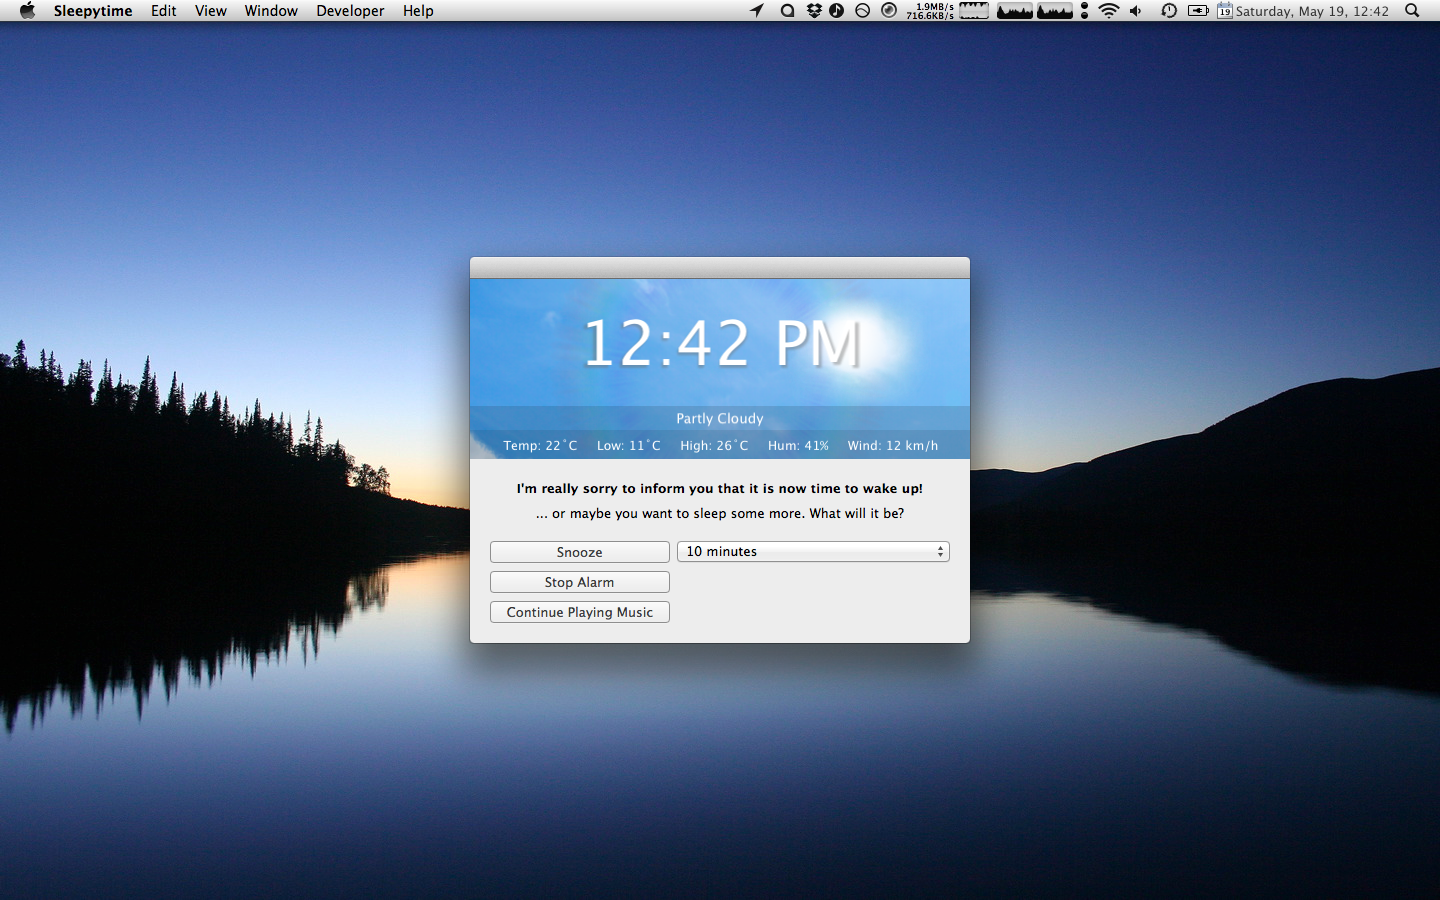 Sleepytime Edit View Window Developer Help 1.9MB/s 716.6KB/s 19 Saturday, May 19, 12:42
12:42 PM
Partly Cloudy
Temp: 22°C Low: 11°C High: 26°C Hum: 41% Wind: 12 km/h
I'm really sorry to inform you that it is now time to wake up!
... or maybe you want to sleep some more. What will it be?
Snooze 10 minutes
Stop Alarm
Continue Playing Music